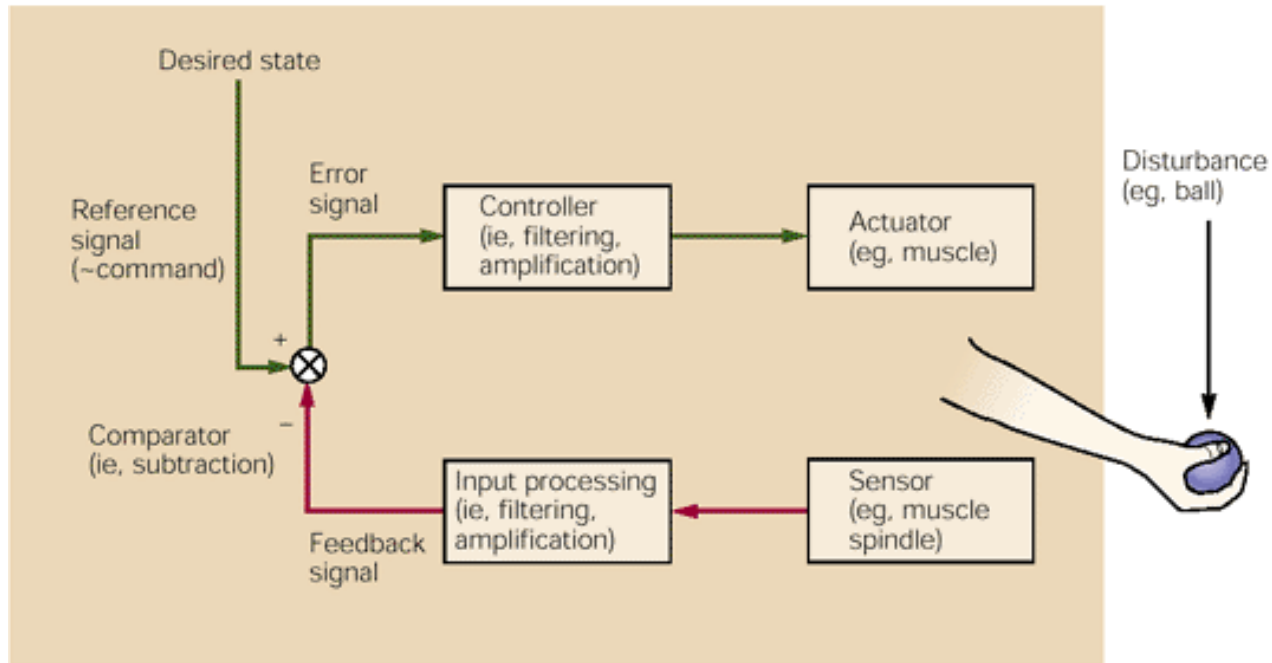 Desired state
Reference
signal
(~command)
Error
signal
Controller
(ie, filtering,
amplification)
Actuator
(eg, muscle)
Disturbance
(eg, ball)
+
−
Comparator
(ie, subtraction)
Feedback
signal
Input processing
(ie, filtering,
amplification)
Sensor
(eg, muscle
spindle)